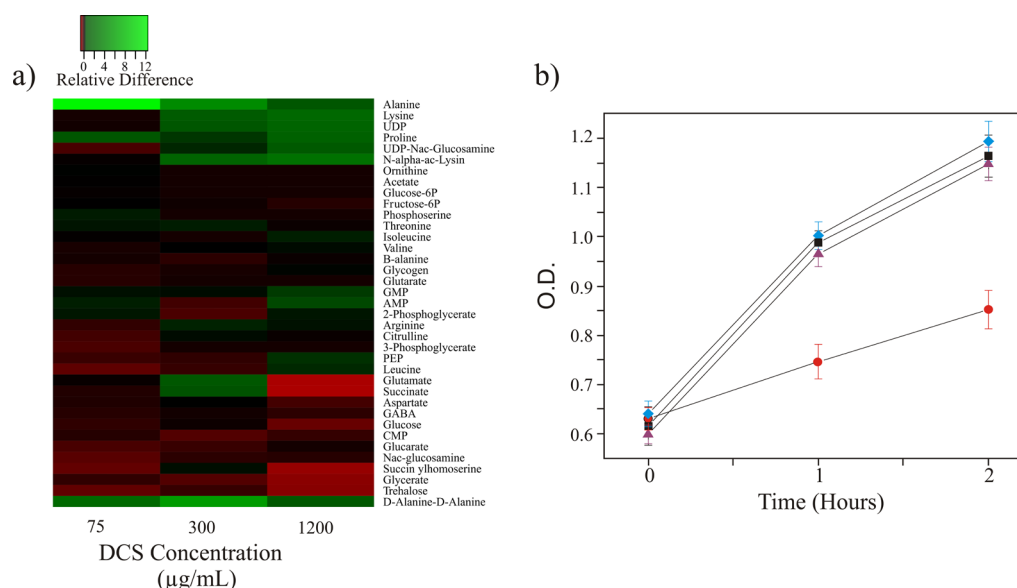 0 4 8 12
Relative Difference
a)
Alanine
Lysine
UDP
Proline
UDP-Nac-Glucosamine
N-alpha-ac-Lysin
Ornithine
Acetate
Glucose-6P
Fructose-6P
Phosphoserine
Threonine
Isoleucine
Valine
B-alanine
Glycogen
Glutarate
GMP
AMP
2-Phosphoglycerate
Arginine
Citrulline
3-Phosphoglycerate
PEP
Leucine
Glutamate
Succinate
Aspartate
GABA
Glucose
CMP
Glucarate
Nac-glucosamine
Succin ylhomoserine
Glycerate
Trehalose
D-Alanine-D-Alanine
75 300 1200
DCS Concentration
(µg/mL)
b)
1.2
1.1
1.0
0.9
0.8
0.7
0.6
O.D.
0 1 2
Time (Hours)